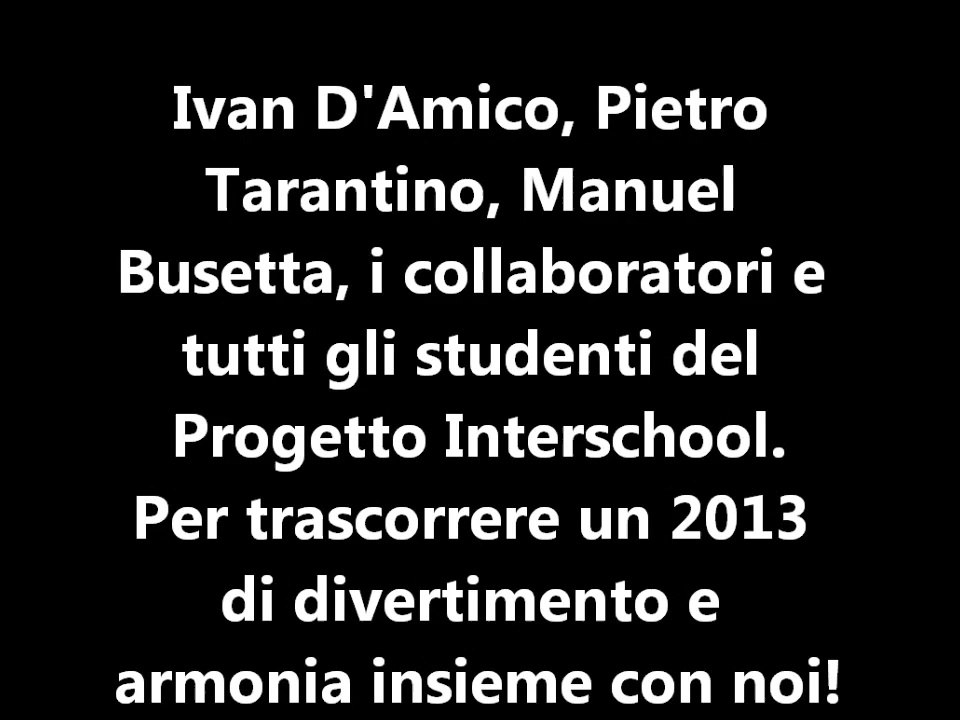 Ivan D'Amico, Pietro
Tarantino, Manuel
Busetta, i collaboratori e
tutti gli studenti del
Progetto Interschool.
Per trascorrere un 2013
di divertimento e
armonia insieme con noi!